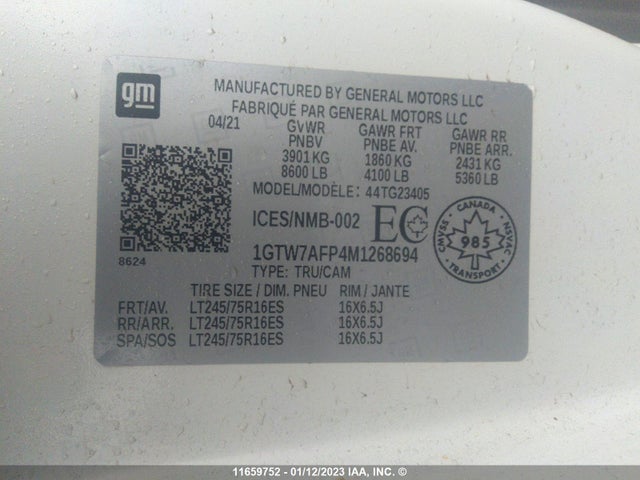 gm
MANUFACTURED BY GENERAL MOTORS LLC
FABRIQUÉ PAR GENERAL MOTORS LLC
04/21 GVWR GAWR FRT GAWR RR
PNBV PNBE AV. PNBE ARR.
3901 KG 1860 KG 2431 KG
8600 LB 4100 LB 5360 LB
MODEL/MODÈLE: 44TG23405
ICES/NMB-002 EC
CANADA
CMVSS 985 NSVAC
TRANSPORT
8624
1GTW7AFP4M1268694
TYPE: TRU/CAM
TIRE SIZE / DIM. PNEU RIM / JANTE
FRT/AV. LT245/75R16ES 16X6.5J
RR/ARR. LT245/75R16ES 16X6.5J
SPA/SOS LT245/75R16ES 16X6.5J
11659752 - 01/12/2023 IAA, INC. ©